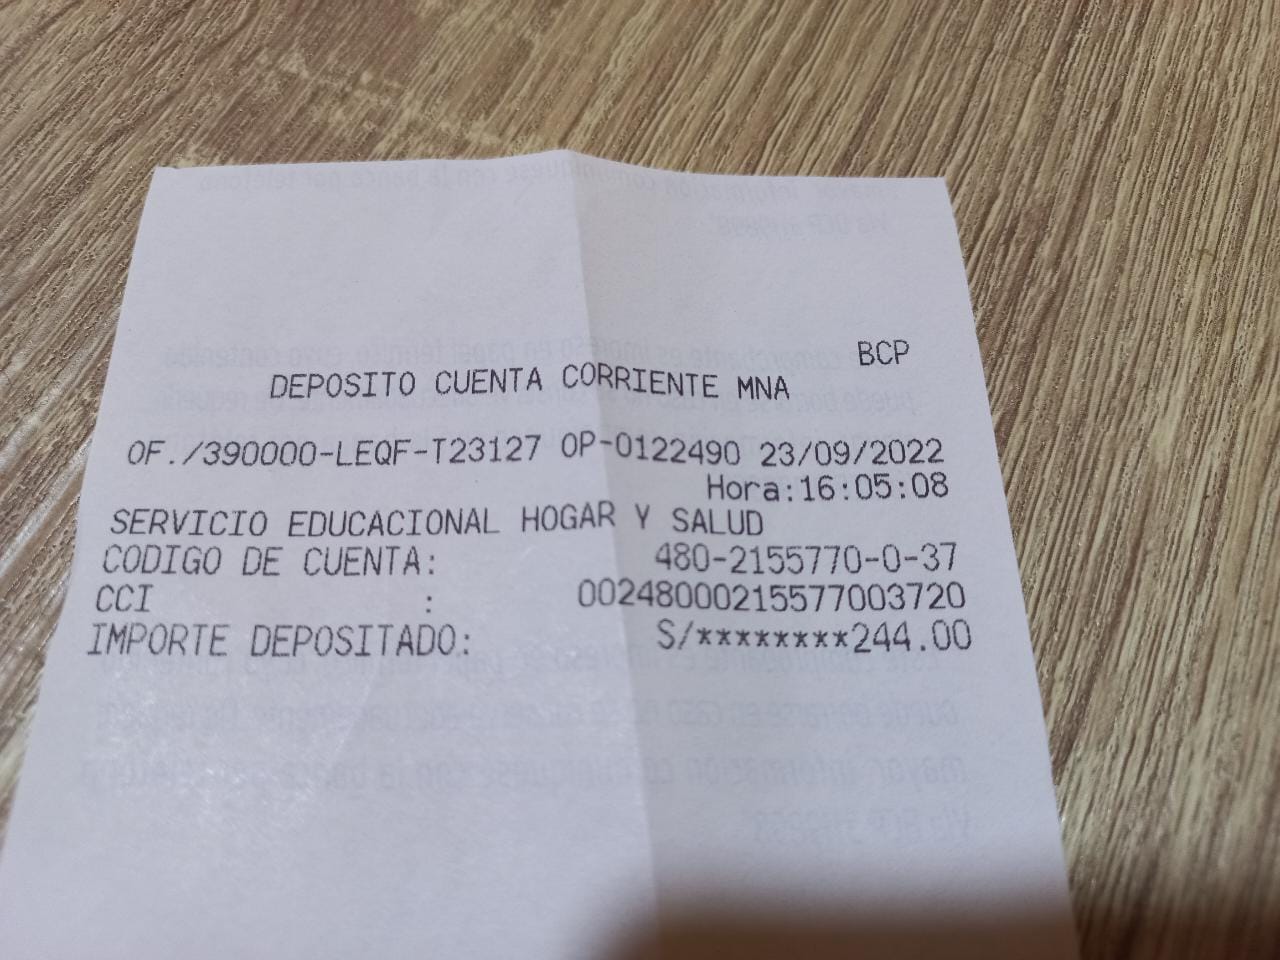 BCP
DEPOSITO CUENTA CORRIENTE MNA
OF./390000-LEQF-T23127 OP-0122490 23/09/2022
Hora:16:05:08
SERVICIO EDUCACIONAL HOGAR Y SALUD
CODIGO DE CUENTA: 480-2155770-0-37
CCI : 00248000215577003720
IMPORTE DEPOSITADO: S/********244.00